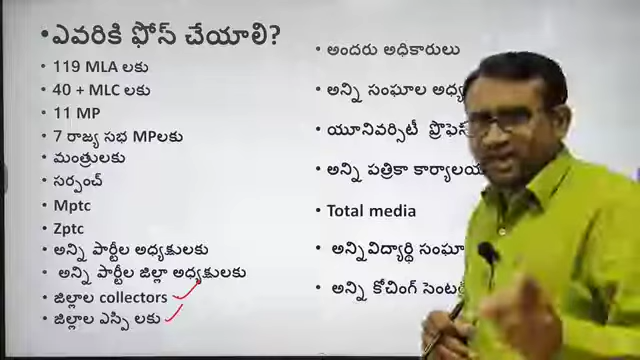 •ఎవరికి ఫోన్ చేయాలి?
• 119 MLA లకు
• 40 + MLC లకు
• 11 MP
• 7 రాజ్య సభ MPలకు
• మంత్రులకు
• సర్పంచ్
• Mptc
• Zptc
• అన్ని పార్టీల అధ్యక్షులకు
• అన్ని పార్టీల జిల్లా అధ్యక్షులకు
• జిల్లాల collectors
• జిల్లాల ఎస్పి లకు
• అందరు అధికారులు
• అన్ని సంఘాల
• యూనివర్సిటీ
• అన్ని పత్రికా
• Total media
• అన్నివిద్యార్థి
• అన్ని కోచింగ్